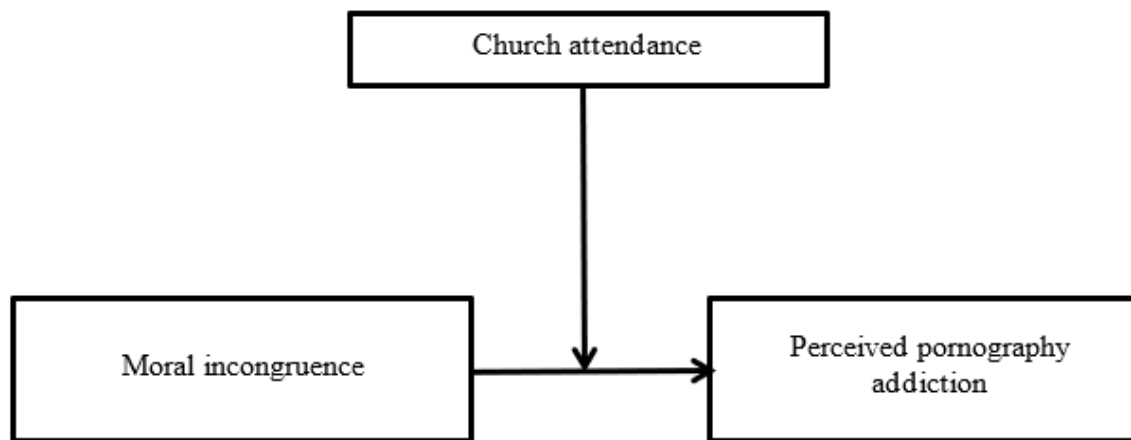 Church attendance
Moral incongruence
Perceived pornography
addiction